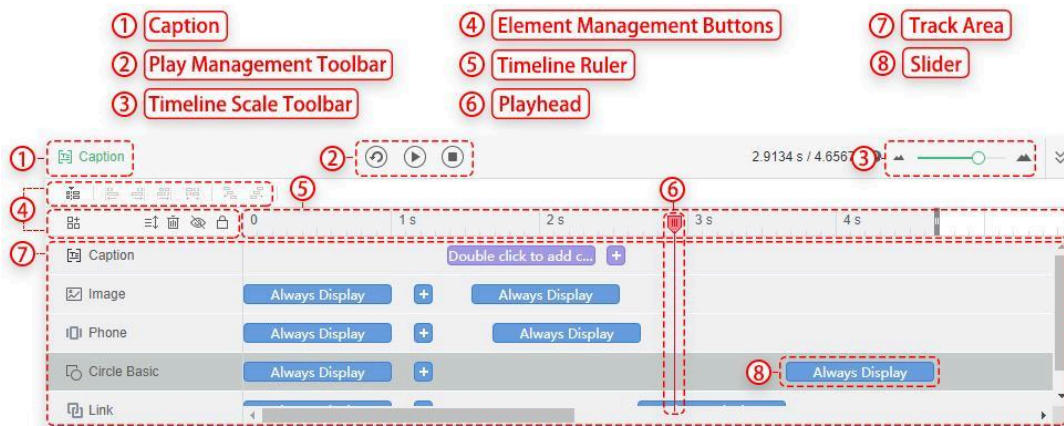 ① Caption ④ Element Management Buttons ⑦ Track Area
② Play Management Toolbar ⑤ Timeline Ruler ⑧ Slider
③ Timeline Scale Toolbar ⑥ Playhead
① Caption ② 2.9134 s / 4.6567 ③
④ ⑤ ⑥
0 1 s 2 s 3 s 4 s
⑦ Caption Double click to add c... +
Image Always Display + Always Display
Phone Always Display + Always Display
Circle Basic Always Display + ⑧ Always Display
Link